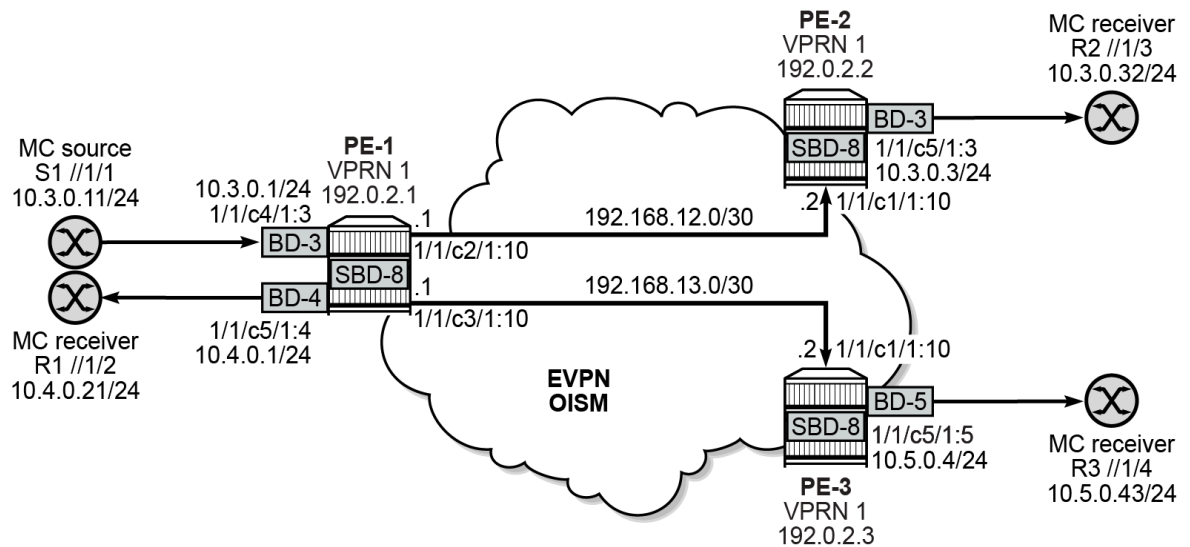 MC source
S1 //1/1
10.3.0.11/24
MC receiver
R1 //1/2
10.4.0.21/24
10.3.0.1/24
1/1/c4/1:3
BD-3
BD-4
1/1/c5/1:4
10.4.0.1/24
PE-1
VPRN 1
192.0.2.1
SBD-8
.1
1/1/c2/1:10
.1
1/1/c3/1:10
192.168.12.0/30
192.168.13.0/30
EVPN
OISM
PE-2
VPRN 1
192.0.2.2
SBD-8
BD-3
1/1/c5/1:3
10.3.0.3/24
.2
1/1/c1/1:10
MC receiver
R2 //1/3
10.3.0.32/24
.2
1/1/c1/1:10
SBD-8
BD-5
1/1/c5/1:5
10.5.0.4/24
PE-3
VPRN 1
192.0.2.3
MC receiver
R3 //1/4
10.5.0.43/24